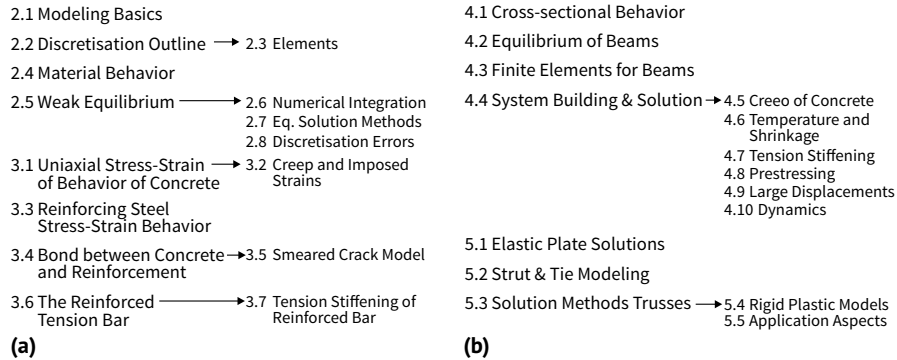 2.1 Modeling Basics
2.2 Discretisation Outline
2.3 Elements
2.4 Material Behavior
2.5 Weak Equilibrium
2.6 Numerical Integration
2.7 Eq. Solution Methods
2.8 Discretisation Errors
3.1 Uniaxial Stress-Strain
of Behavior of Concrete
3.2 Creep and Imposed
Strains
3.3 Reinforcing Steel
Stress-Strain Behavior
3.4 Bond between Concrete
and Reinforcement
3.5 Smeared Crack Model
3.6 The Reinforced
Tension Bar
3.7 Tension Stiffening of
Reinforced Bar
(a)
4.1 Cross-sectional Behavior
4.2 Equilibrium of Beams
4.3 Finite Elements for Beams
4.4 System Building & Solution
4.5 Creeo of Concrete
4.6 Temperature and
Shrinkage
4.7 Tension Stiffening
4.8 Prestressing
4.9 Large Displacements
4.10 Dynamics
5.1 Elastic Plate Solutions
5.2 Strut & Tie Modeling
5.3 Solution Methods Trusses
5.4 Rigid Plastic Models
5.5 Application Aspects
(b)